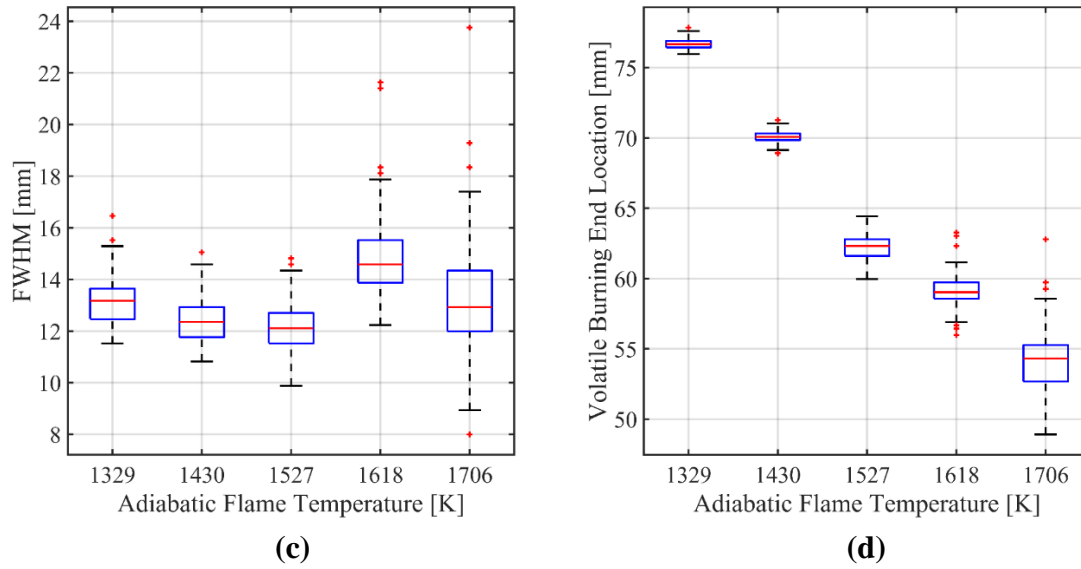 FWHM [mm]
24
22
20
18
16
14
12
10
8
1329 1430 1527 1618 1706
Adiabatic Flame Temperature [K]
(c)
Volatile Burning End Location [mm]
75
70
65
60
55
50
1329 1430 1527 1618 1706
Adiabatic Flame Temperature [K]
(d)